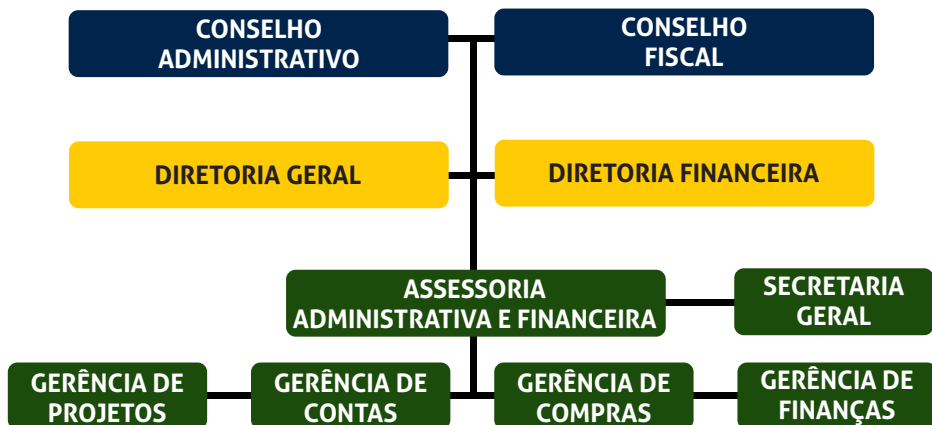 CONSELHO
ADMINISTRATIVO
CONSELHO
FISCAL
DIRETORIA GERAL
DIRETORIA FINANCEIRA
ASSESSORIA
ADMINISTRATIVA E FINANCEIRA
SECRETARIA
GERAL
GERÊNCIA DE
PROJETOS
GERÊNCIA DE
CONTAS
GERÊNCIA DE
COMPRAS
GERÊNCIA DE
FINANÇAS